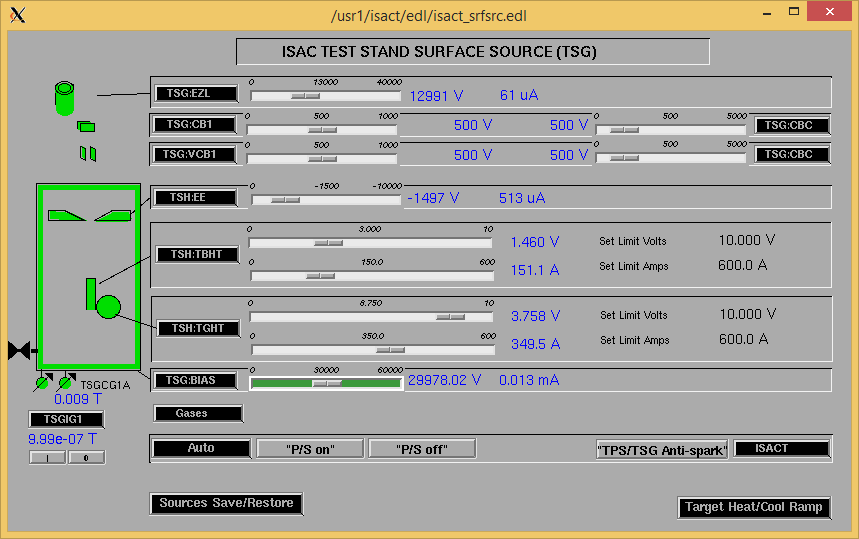 /usr1/isact/edl/isact_srfsrc.edl
ISAC TEST STAND SURFACE SOURCE (TSG)
0 13000 40000
TSG:EZL 12991 V 61 uA
0 500 1000 0 500 5000
TSG:CB1 500 V 500 V TSG:CBC
0 500 1000 0 500 5000
TSG:VCB1 500 V 500 V TSG:CBC
0 -1500 -10000
TSH:EE -1497 V 513 uA
0 3.000 10
1.460 V Set Limit Volts 10.000 V
TSH:TBHT
0 150.0 600
151.1 A Set Limit Amps 600.0 A
0 8.750 10
3.758 V Set Limit Volts 10.000 V
TSH:TGHT
0 350.0 600
349.5 A Set Limit Amps 600.0 A
0 30000 60000
TSG:BIAS 29978.02 V 0.013 mA
TSGCG1A
0.009 T
TSGIG1
9.99e-07 T
I 0
Gases
Auto "P/S on" "P/S off" "TPS/TSG Anti-spark" ISACT
Sources Save/Restore Target Heat/Cool Ramp